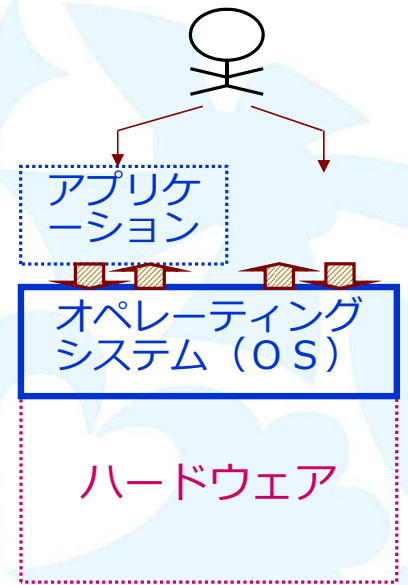 アプリケ
ーション
オペレーティング
システム（ＯＳ）
ハードウェア